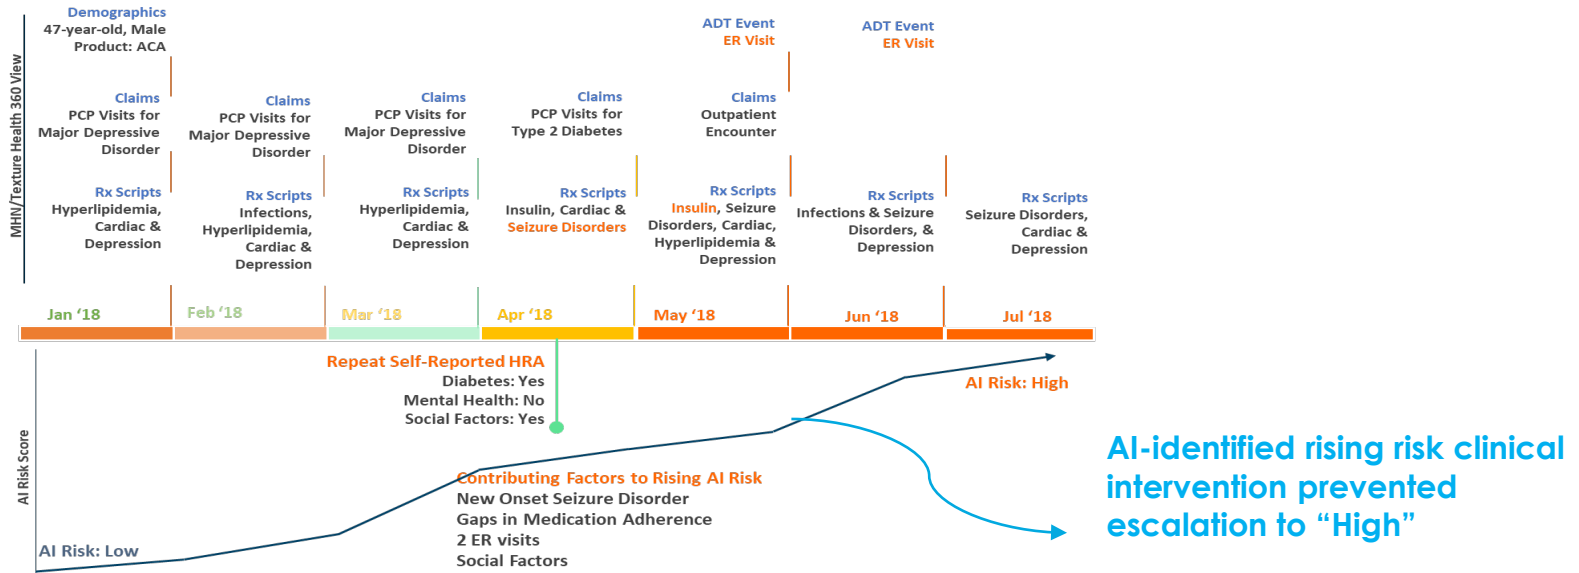 MHN/Texture Health 360 View
Demographics
47-year-old, Male
Product: ACA
ADT Event
ER Visit
ADT Event
ER Visit
Claims
PCP Visits for
Major Depressive
Disorder
Claims
PCP Visits for
Major Depressive
Disorder
Claims
PCP Visits for
Major Depressive
Disorder
Claims
PCP Visits for
Type 2 Diabetes
Claims
Outpatient
Encounter
Rx Scripts
Hyperlipidemia,
Cardiac &
Depression
Rx Scripts
Infections,
Hyperlipidemia,
Cardiac &
Depression
Rx Scripts
Hyperlipidemia,
Cardiac &
Depression
Rx Scripts
Insulin, Cardiac &
Seizure Disorders
Rx Scripts
Insulin, Seizure
Disorders, Cardiac,
Hyperlipidemia &
Depression
Rx Scripts
Infections & Seizure
Disorders, &
Depression
Rx Scripts
Seizure Disorders,
Cardiac &
Depression
Jan ‘18
Feb ‘18
Mar ‘18
Apr ‘18
May ‘18
Jun ‘18
Jul ‘18
Repeat Self-Reported HRA
Diabetes: Yes
Mental Health: No
Social Factors: Yes
AI Risk: High
AI Risk Score
Contributing Factors to Rising AI Risk
New Onset Seizure Disorder
Gaps in Medication Adherence
2 ER visits
Social Factors
AI Risk: Low
AI-identified rising risk clinical
intervention prevented
escalation to “High”